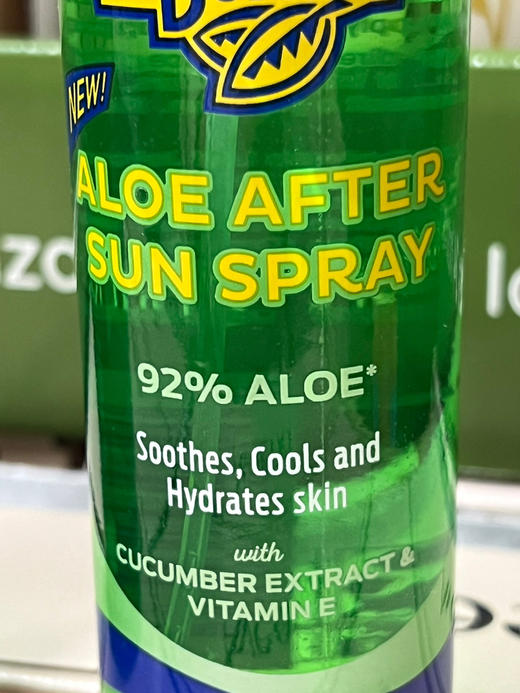 NEW!
ALOE AFTER
SUN SPRAY
92% ALOE*
Soothes, Cools and
Hydrates skin
with
CUCUMBER EXTRACT &
VITAMIN E